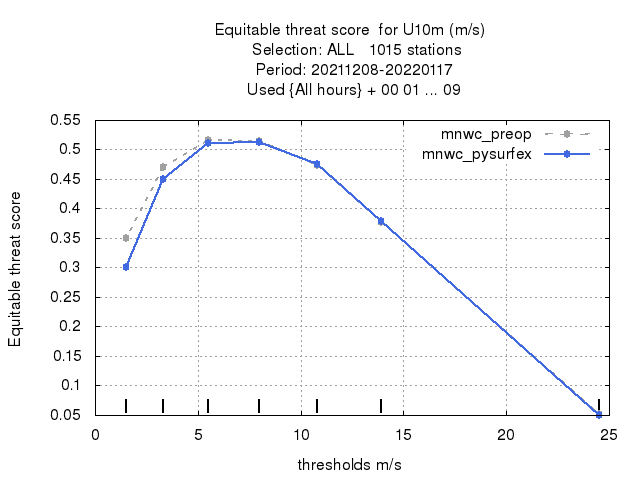 Equitable threat score  for U10m (m/s)
Selection: ALL   1015 stations
Period: 20211208-20220117
Used {All hours} + 00 01 ... 09
mnwc_preop
mnwc_pysurfex
Equitable threat score
0.55
0.5
0.45
0.4
0.35
0.3
0.25
0.2
0.15
0.1
0.05
0 5 10 15 20 25
thresholds m/s